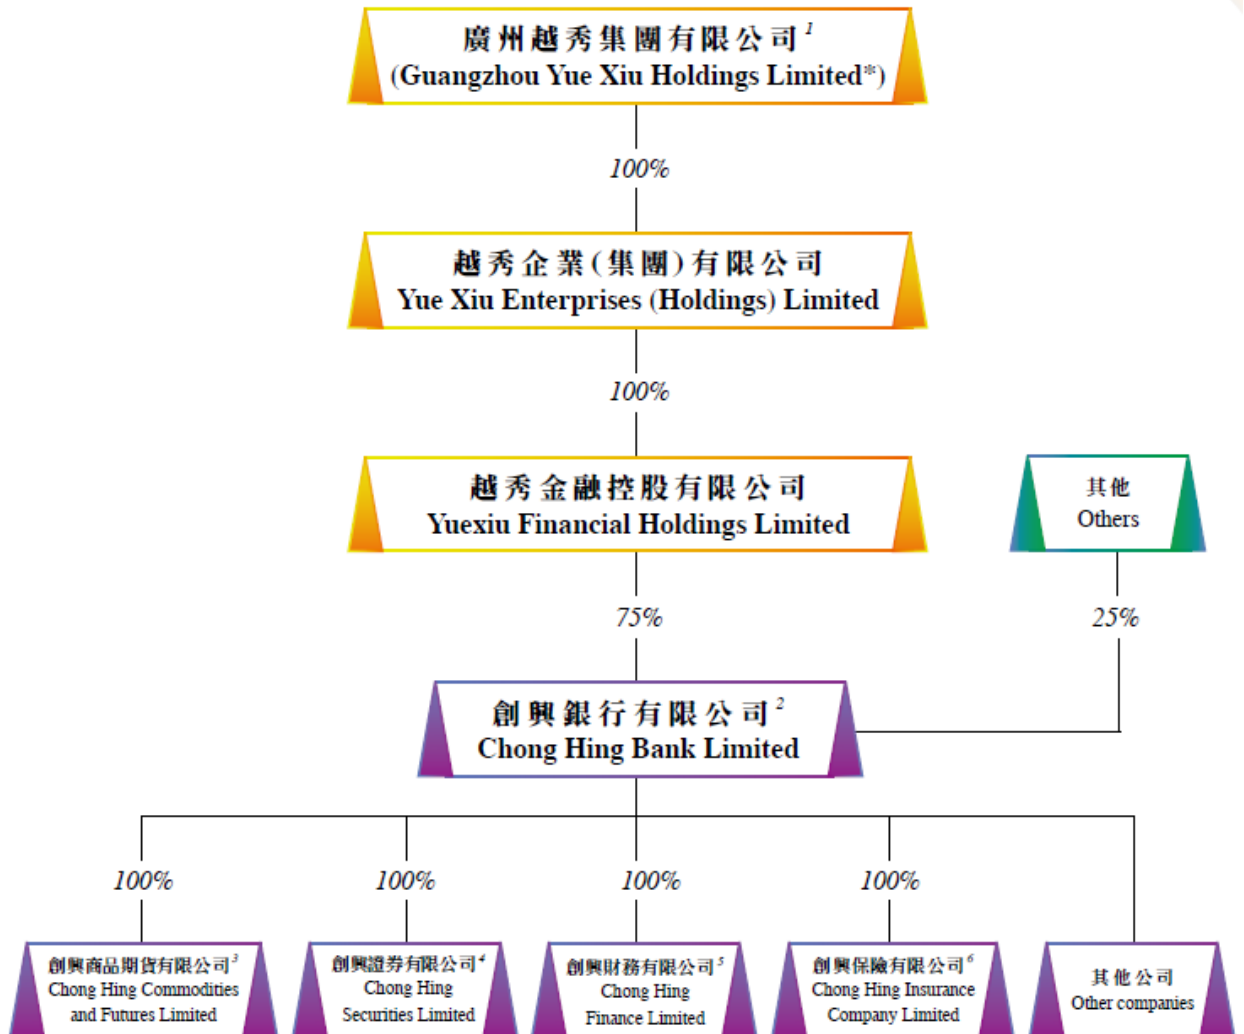 廣州越秀集團有限公司1
(Guangzhou Yue Xiu Holdings Limited*)
100%
越秀企業(集團)有限公司
Yue Xiu Enterprises (Holdings) Limited
100%
越秀金融控股有限公司
Yuexiu Financial Holdings Limited
其他
Others
75%
25%
創興銀行有限公司2
Chong Hing Bank Limited
100%
100%
100%
100%
創興商品期貨有限公司3
Chong Hing Commodities
and Futures Limited
創興證券有限公司4
Chong Hing
Securities Limited
創興財務有限公司5
Chong Hing
Finance Limited
創興保險有限公司6
Chong Hing Insurance
Company Limited
其他公司
Other companies